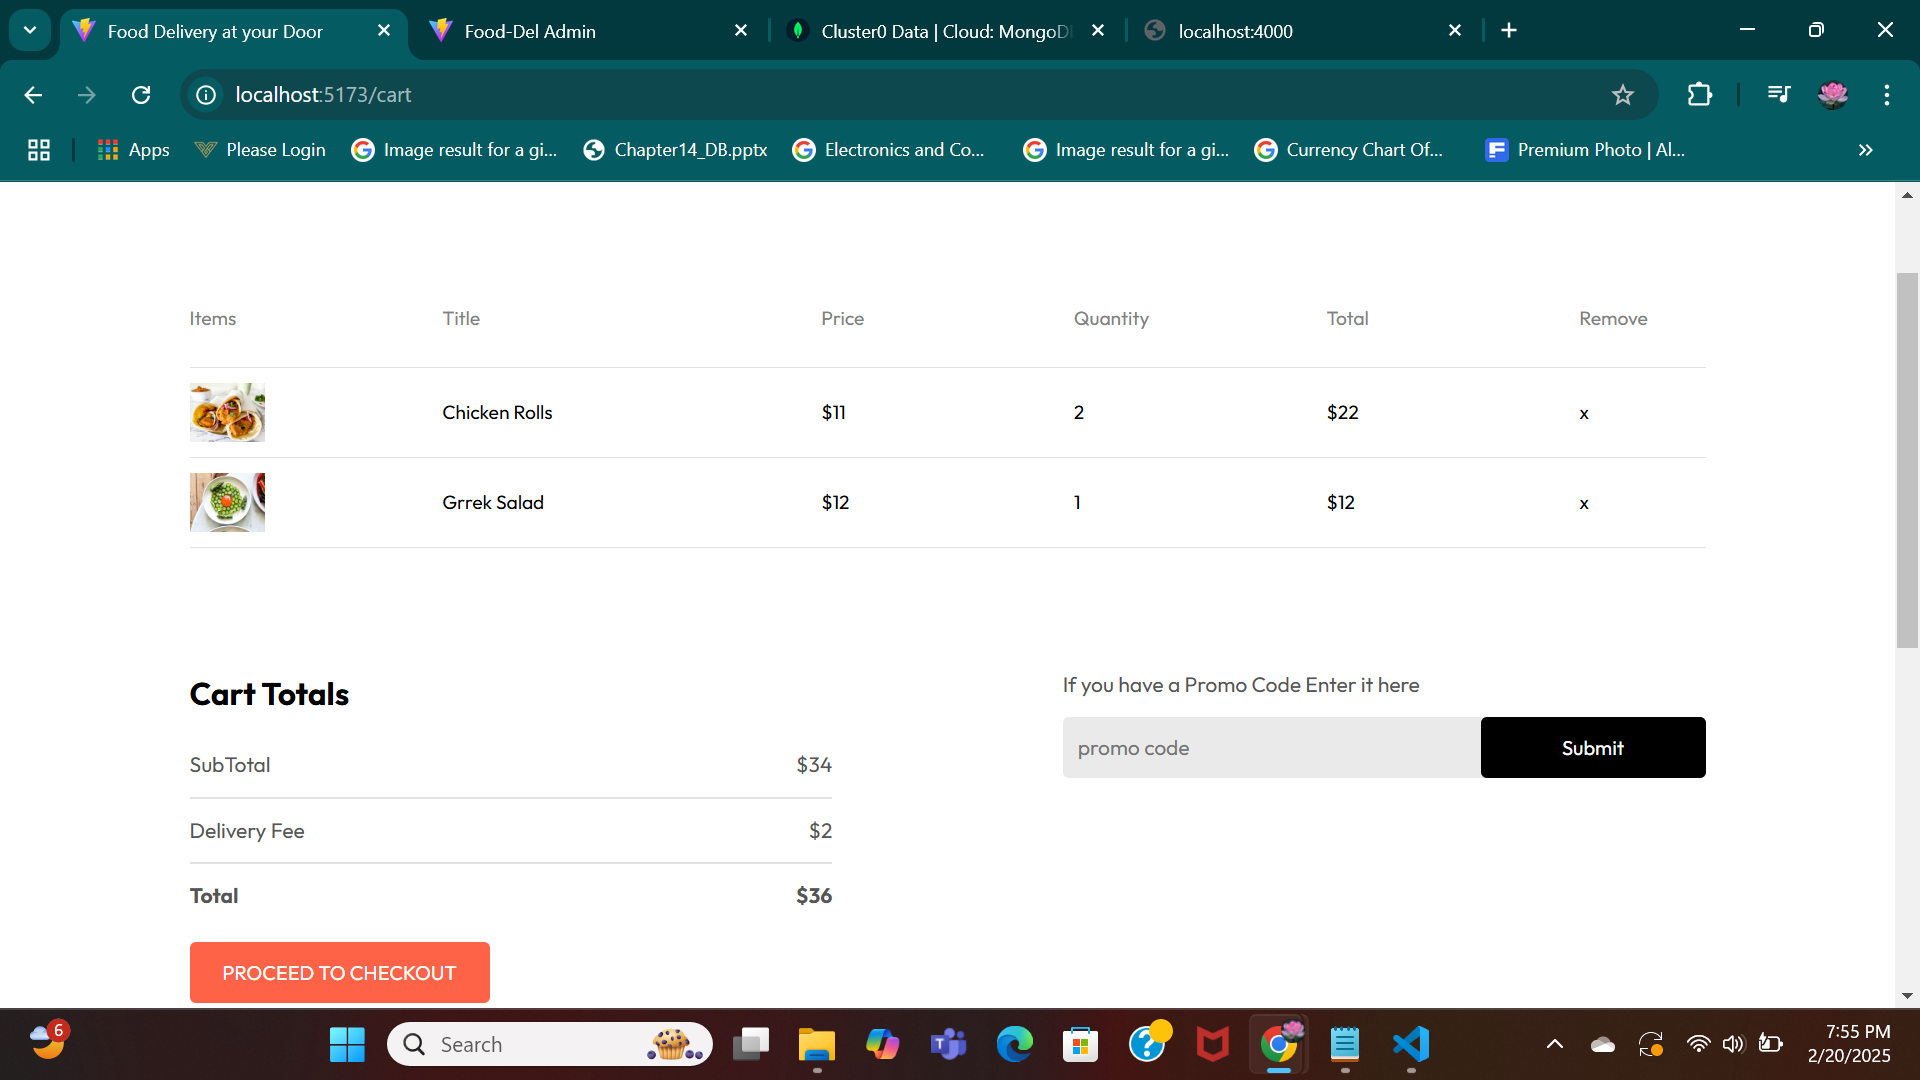 Food Delivery at your Door
Food-Del Admin
Cluster0 Data | Cloud: MongoD
localhost:4000
localhost:5173/cart
Apps
Please Login
Image result for a gi...
Chapter14_DB.pptx
Electronics and Co...
Image result for a gi...
Currency Chart Of...
Premium Photo | Al...
Items Title Price Quantity Total Remove
Chicken Rolls $11 2 $22 x
Grrek Salad $12 1 $12 x
Cart Totals
SubTotal $34
Delivery Fee $2
Total $36
PROCEED TO CHECKOUT
If you have a Promo Code Enter it here
promo code
Submit
6
Search
7:55 PM
2/20/2025